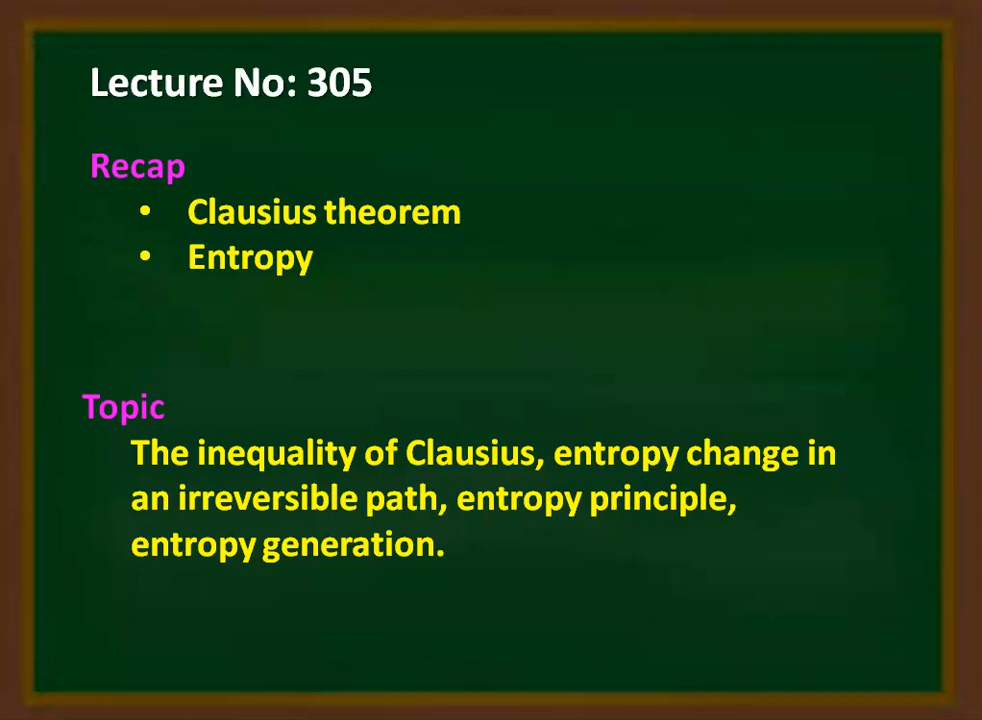 Lecture No: 305
Recap
• Clausius theorem
• Entropy
Topic
The inequality of Clausius, entropy change in
an irreversible path, entropy principle,
entropy generation.